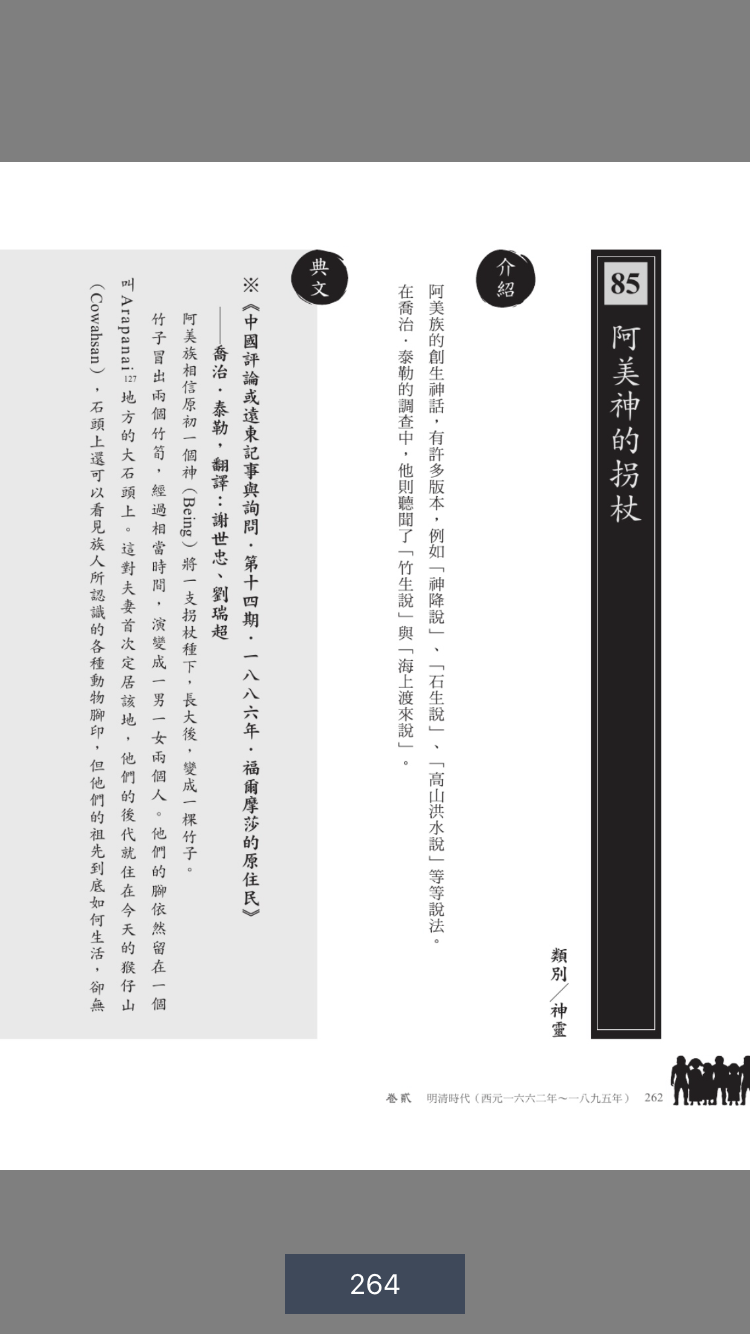 85 阿美神的拐杖
類別／神靈
介紹
阿美族的創生神話，有許多版本，例如「神降說」、「石生說」、「高山洪水說」等等說法。
在喬治．泰勒的調查中，他則聽聞了「竹生說」與「海上渡來說」。
典文
※《中國評論或遠東記事與詢問．第十四期．一八八六年．福爾摩莎的原住民》
——喬治．泰勒，翻譯：謝世忠、劉瑞超
阿美族相信原初一個神（Being）將一支拐杖種下，長大後，變成一棵竹子。
竹子冒出兩個竹筍，經過相當時間，演變成一男一女兩個人。他們的腳依然留在一個
叫 Arapanai 127 地方的大石頭上。這對夫妻首次定居該地，他們的後代就住在今天的猴仔山
（Cowahsan），石頭上還可以看見族人所認識的各種動物腳印，但他們的祖先到底如何生活，卻無
卷貳 明清時代（西元一六六二年～一八九五年） 262
264